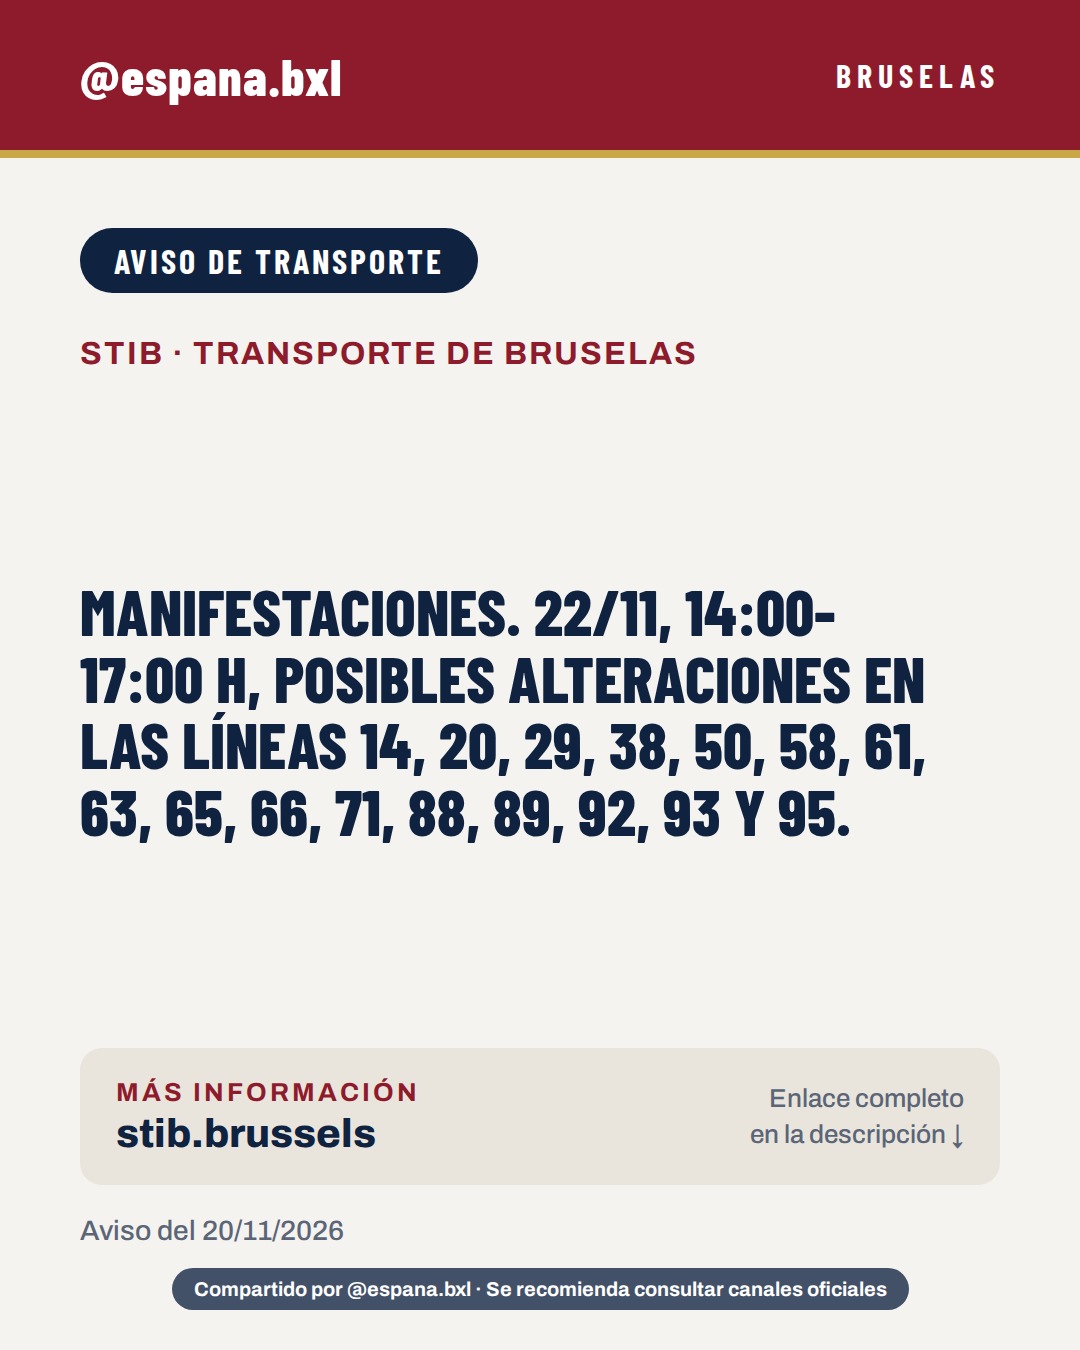 @espana.bxl
BRUSELAS
AVISO DE TRANSPORTE
STIB · TRANSPORTE DE BRUSELAS
MANIFESTACIONES. 22/11, 14:00-
17:00 H, POSIBLES ALTERACIONES EN
LAS LÍNEAS 14, 20, 29, 38, 50, 58, 61,
63, 65, 66, 71, 88, 89, 92, 93 Y 95.
MÁS INFORMACIÓN
stib.brussels
Enlace completo
en la descripción ↓
Aviso del 20/11/2026
Compartido por @espana.bxl · Se recomienda consultar canales oficiales